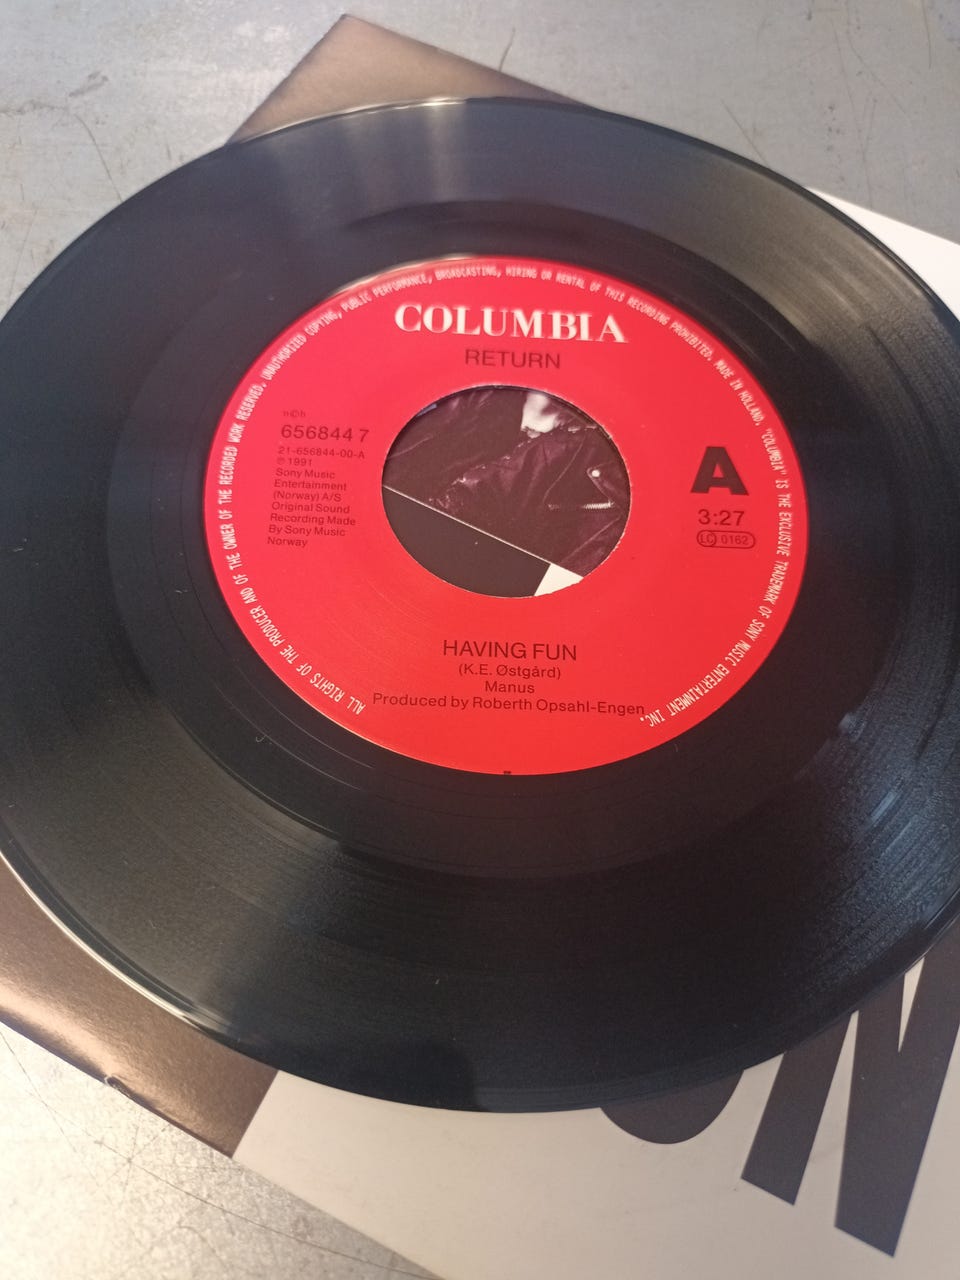 ALL RIGHTS OF THE PRODUCER AND OF THE OWNER OF THE RECORDED WORK RESERVED. UNAUTHORIZED COPYING, PUBLIC PERFORMANCE, BROADCASTING, HIRING OR RENTAL OF THIS RECORDING PROHIBITED. MADE IN HOLLAND. "COLUMBIA" IS THE EXCLUSIVE TRADEMARK OF SONY MUSIC ENTERTAINMENT INC.
COLUMBIA
RETURN
n©b
656844 7
21-656844-00-A
℗ 1991
Sony Music
Entertainment
(Norway) A/S
Original Sound
Recording Made
By Sony Music
Norway
A
3:27
LC 0162
HAVING FUN
(K.E. Østgård)
Manus
Produced by Roberth Opsahl-Engen
N